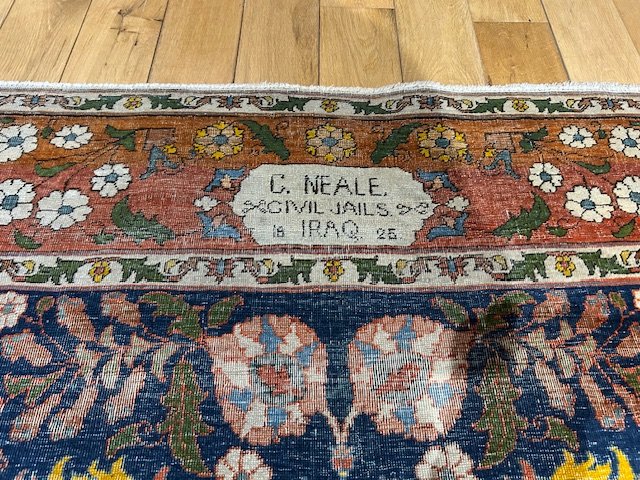 C. NEALE.
CIVIL JAILS.
18 IRAQ. 25